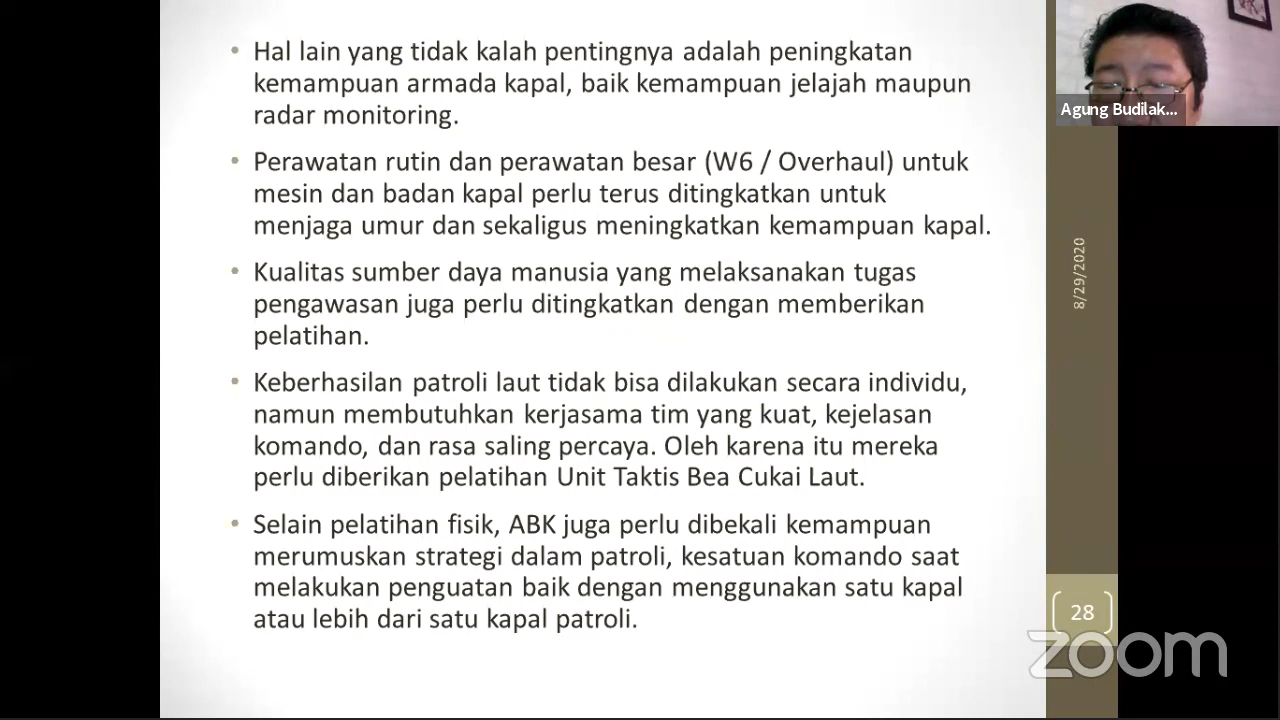 • Hal lain yang tidak kalah pentingnya adalah peningkatan
kemampuan armada kapal, baik kemampuan jelajah maupun
radar monitoring.
• Perawatan rutin dan perawatan besar (W6 / Overhaul) untuk
mesin dan badan kapal perlu terus ditingkatkan untuk
menjaga umur dan sekaligus meningkatkan kemampuan kapal.
• Kualitas sumber daya manusia yang melaksanakan tugas
pengawasan juga perlu ditingkatkan dengan memberikan
pelatihan.
• Keberhasilan patroli laut tidak bisa dilakukan secara individu,
namun membutuhkan kerjasama tim yang kuat, kejelasan
komando, dan rasa saling percaya. Oleh karena itu mereka
perlu diberikan pelatihan Unit Taktis Bea Cukai Laut.
• Selain pelatihan fisik, ABK juga perlu dibekali kemampuan
merumuskan strategi dalam patroli, kesatuan komando saat
melakukan penguatan baik dengan menggunakan satu kapal
atau lebih dari satu kapal patroli.
Agung Budilak...
8/29/2020
28
zoom